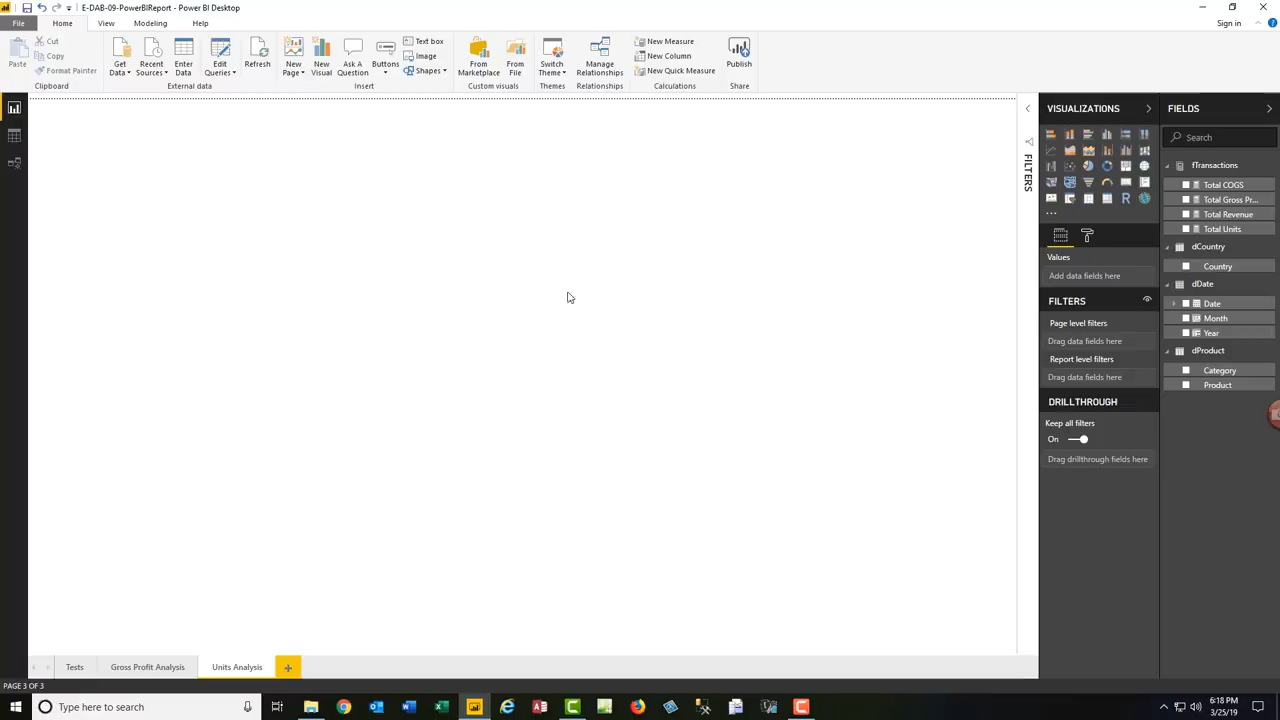 E-DAB-09-PowerBIReport - Power BI Desktop
File Home View Modeling Help
Sign in
Paste
Cut
Copy
Format Painter
Clipboard
Get Data
Recent Sources
Enter Data
Edit Queries
Refresh
External data
New Page
New Visual
Ask A Question
Buttons
Text box
Image
Shapes
Insert
From Marketplace
From File
Custom visuals
Switch Theme
Themes
Manage Relationships
Relationships
New Measure
New Column
New Quick Measure
Calculations
Publish
Share
FILTERS
VISUALIZATIONS
R
Values
Add data fields here
FILTERS
Page level filters
Drag data fields here
Report level filters
Drag data fields here
DRILLTHROUGH
Keep all filters
On
Drag drillthrough fields here
FIELDS
Search
fTransactions
Total COGS
Total Gross Pr...
Total Revenue
Total Units
dCountry
Country
dDate
Date
Month
Year
dProduct
Category
Product
Tests Gross Profit Analysis Units Analysis
PAGE 3 OF 3
Type here to search
6:18 PM
3/25/19